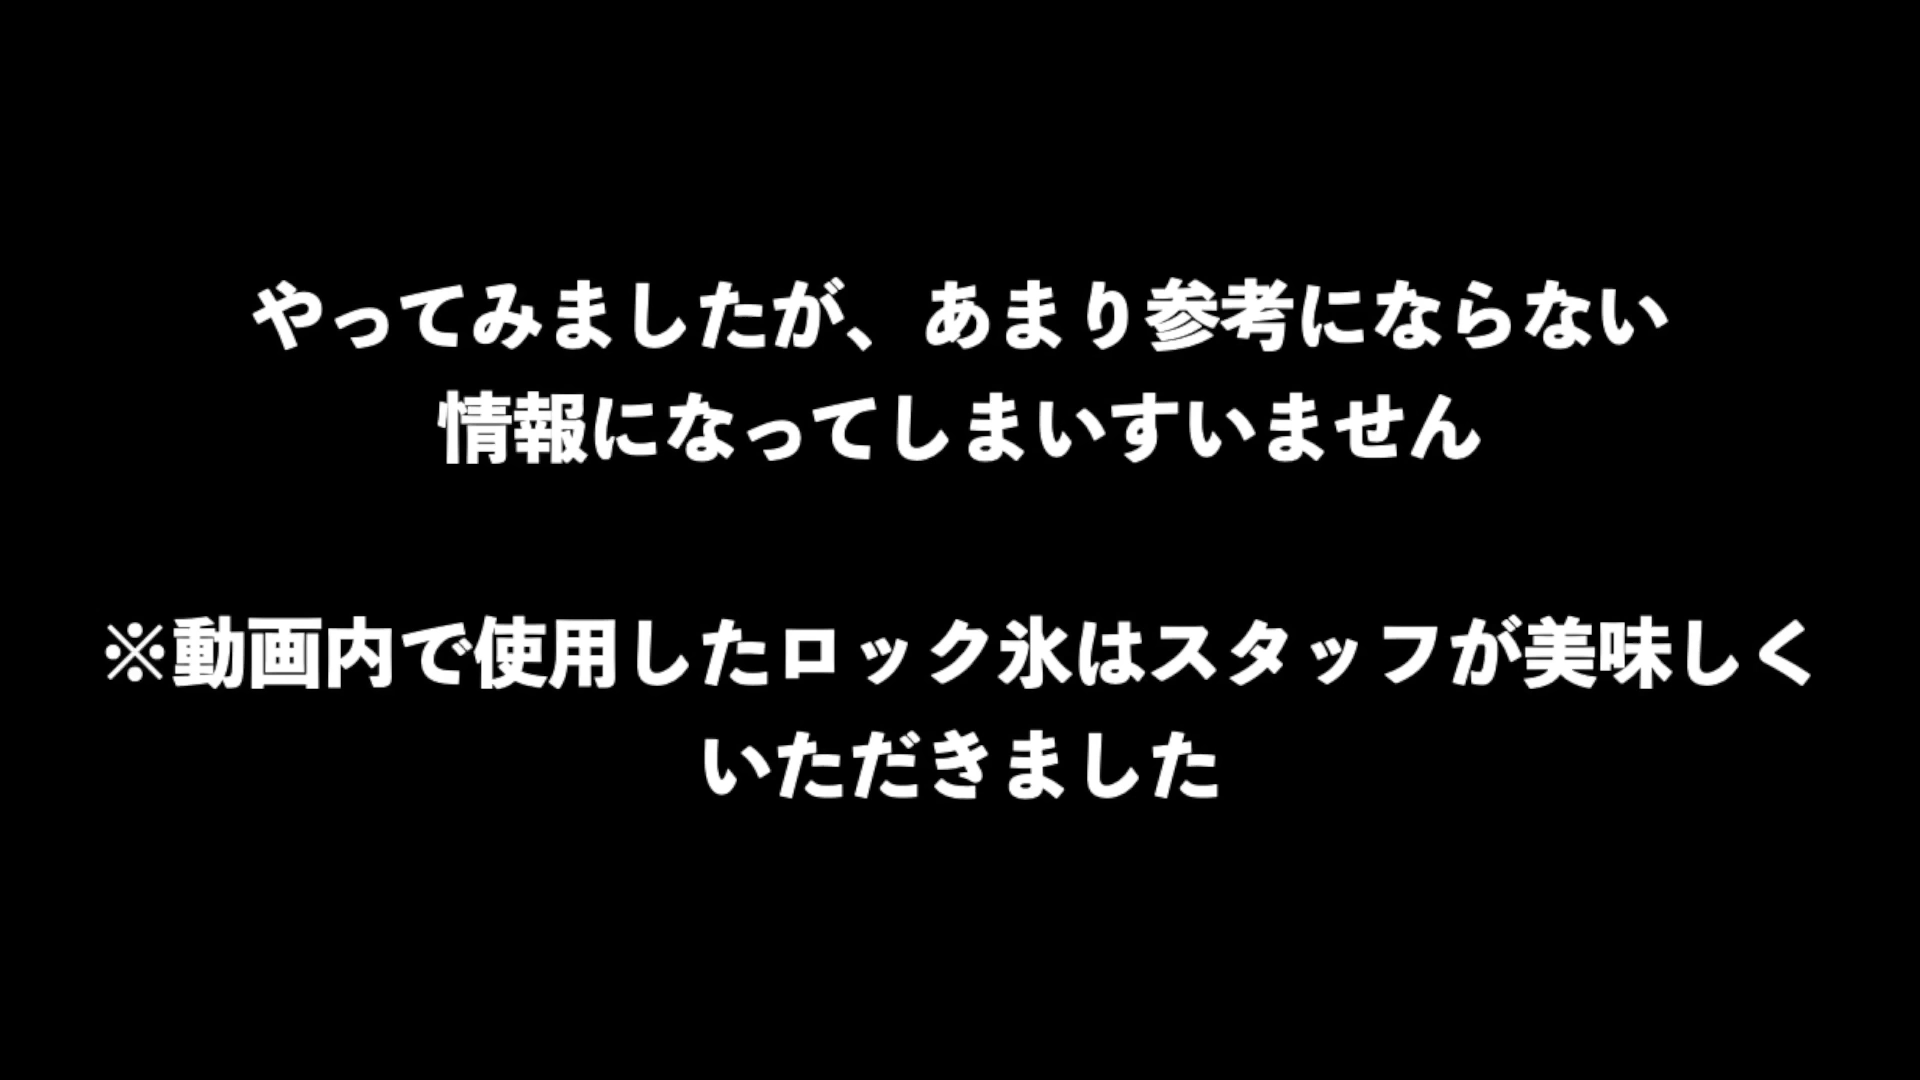 やってみましたが、あまり参考にならない
情報になってしまいすいません
※動画内で使用したロック氷はスタッフが美味しく
いただきました